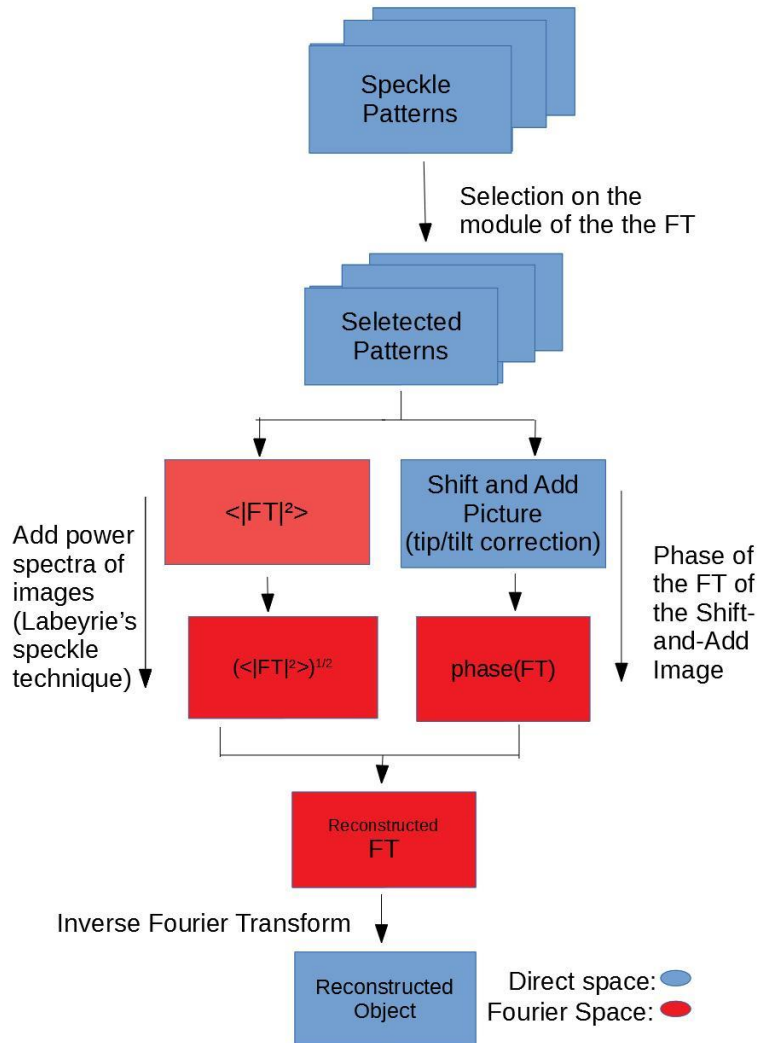 Speckle
Patterns
Selection on the
module of the the FT
Seletected
Patterns
<|FT|²>
Shift and Add
Picture
(tip/tilt correction)
Add power
spectra of
images
(Labeyrie’s
speckle
technique)
Phase of
the FT of
the Shift-
and-Add
Image
(<|FT|²>)¹/²
phase(FT)
Reconstructed
FT
Inverse Fourier Transform
Reconstructed
Object
Direct space:
Fourier Space: